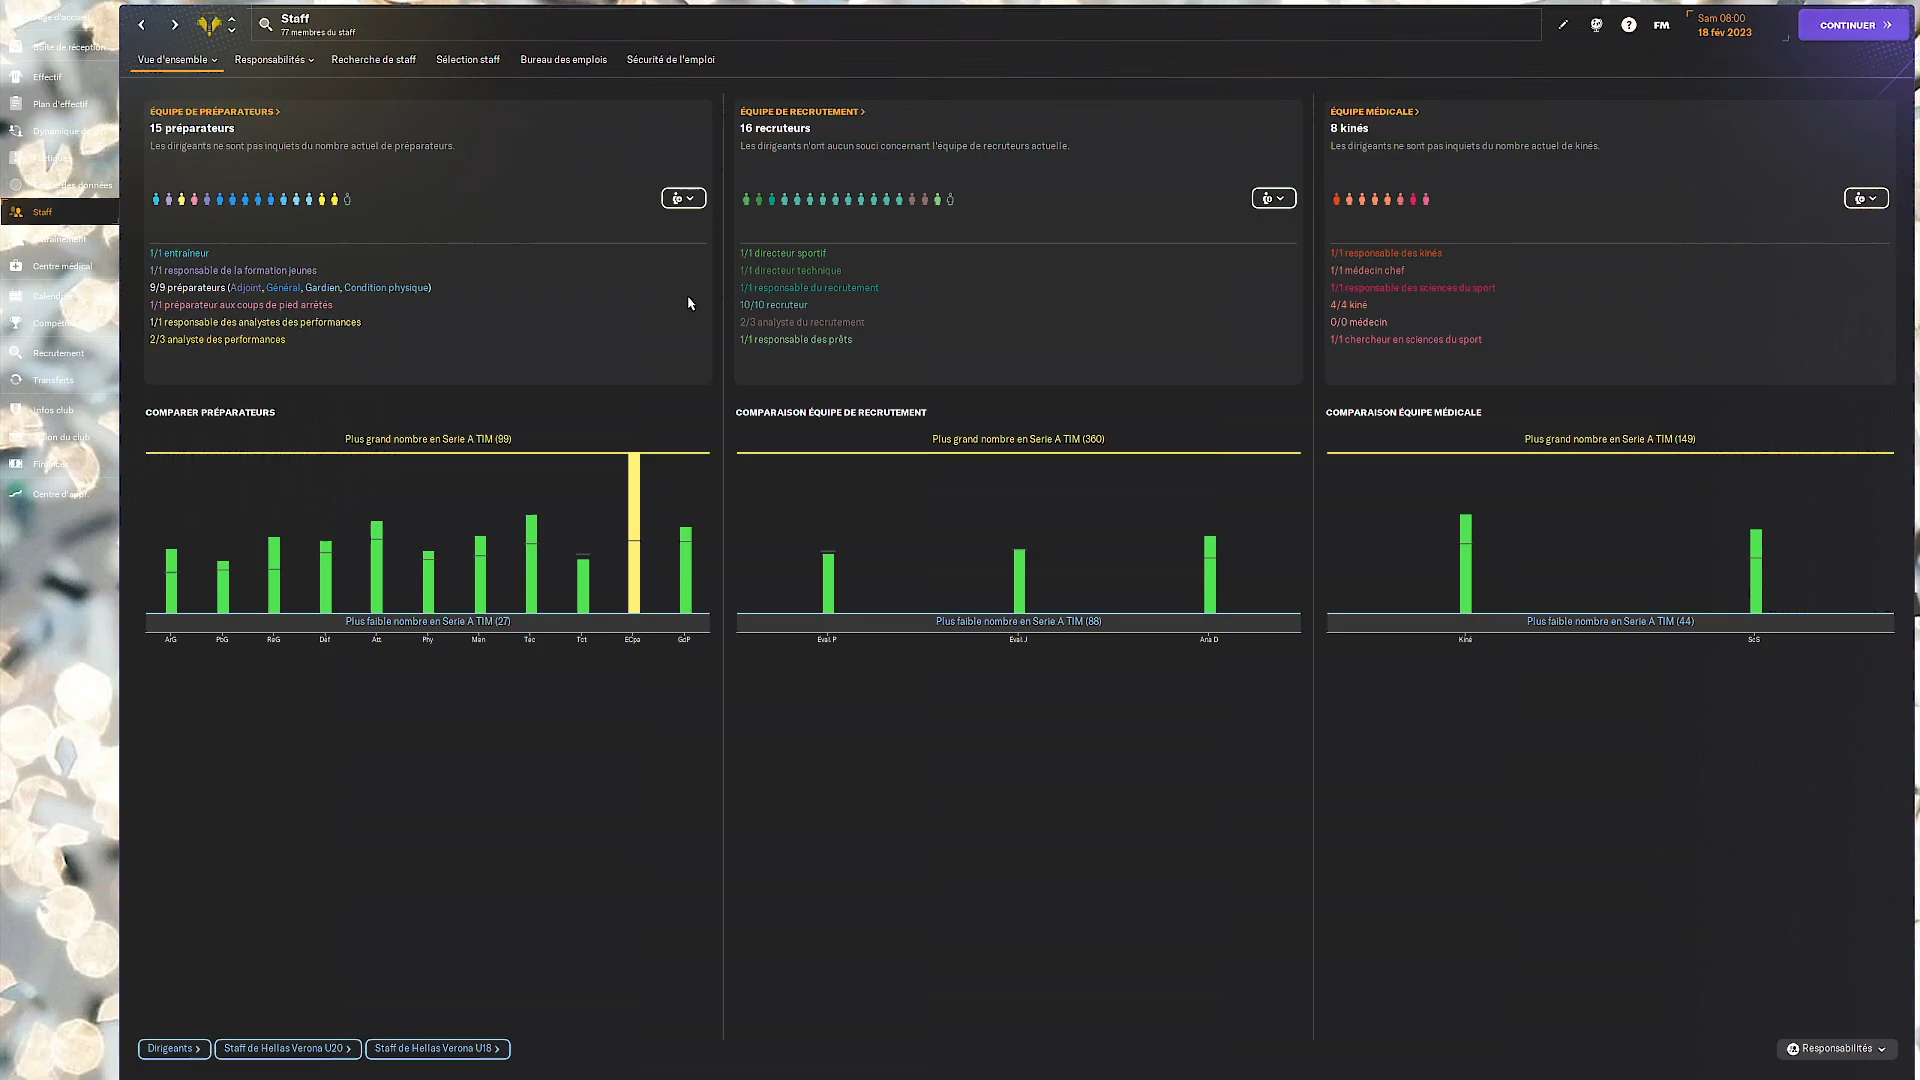 Staff
77 membres du staff
FM
Sam 08:00
18 fév 2023
CONTINUER
Vue d'ensemble
Responsabilités
Recherche de staff
Sélection staff
Bureau des emplois
Sécurité de l'emploi
Boîte de réception
Effectif
Plan d'effectif
Staff
Centre médical
Recrutement
Transferts
Infos club
ÉQUIPE DE PRÉPARATEURS
15 préparateurs
Les dirigeants ne sont pas inquiets du nombre actuel de préparateurs.
1/1 entraîneur
1/1 responsable de la formation jeunes
9/9 préparateurs (Adjoint, Général, Gardien, Condition physique)
1/1 préparateur aux coups de pied arrêtés
1/1 responsable des analystes des performances
2/3 analyste des performances
ÉQUIPE DE RECRUTEMENT
16 recruteurs
Les dirigeants n'ont aucun souci concernant l'équipe de recruteurs actuelle.
1/1 directeur sportif
1/1 directeur technique
1/1 responsable du recrutement
10/10 recruteur
2/3 analyste du recrutement
1/1 responsable des prêts
ÉQUIPE MÉDICALE
8 kinés
Les dirigeants ne sont pas inquiets du nombre actuel de kinés.
1/1 responsable des kinés
1/1 médecin chef
1/1 responsable des sciences du sport
4/4 kiné
0/0 médecin
1/1 chercheur en sciences du sport
COMPARER PRÉPARATEURS
Plus grand nombre en Serie A TIM (99)
Plus faible nombre en Serie A TIM (27)
ArG PbG ReG Déf Att Phy Men Tec Tct ECpa GdP
COMPARAISON ÉQUIPE DE RECRUTEMENT
Plus grand nombre en Serie A TIM (360)
Plus faible nombre en Serie A TIM (88)
Éval. P Éval. J Ana D
COMPARAISON ÉQUIPE MÉDICALE
Plus grand nombre en Serie A TIM (149)
Plus faible nombre en Serie A TIM (44)
Kiné ScS
Dirigeants
Staff de Hellas Verona U20
Staff de Hellas Verona U18
Responsabilités